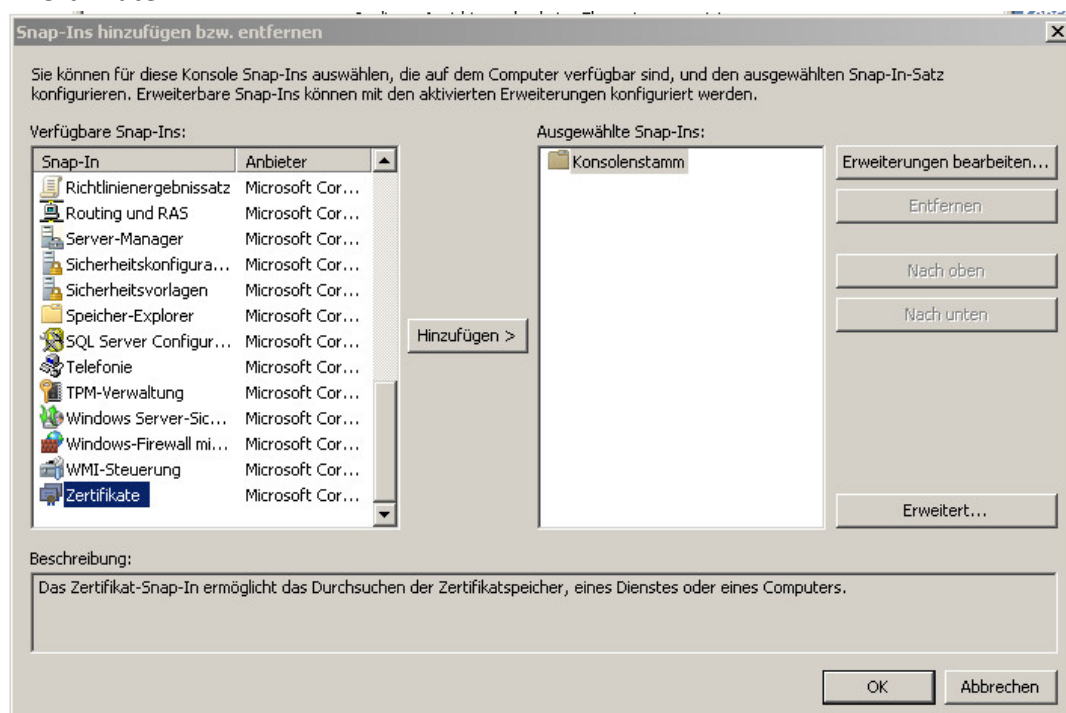 Snap-Ins hinzufügen bzw. entfernen
Sie können für diese Konsole Snap-Ins auswählen, die auf dem Computer verfügbar sind, und den ausgewählten Snap-In-Satz
konfigurieren. Erweiterbare Snap-Ins können mit den aktivierten Erweiterungen konfiguriert werden.
Verfügbare Snap-Ins:
Snap-In Anbieter
Richtlinienergebnissatz Microsoft Cor...
Routing und RAS Microsoft Cor...
Server-Manager Microsoft Cor...
Sicherheitskonfigura... Microsoft Cor...
Sicherheitsvorlagen Microsoft Cor...
Speicher-Explorer Microsoft Cor...
SQL Server Configur... Microsoft Cor...
Telefonie Microsoft Cor...
TPM-Verwaltung Microsoft Cor...
Windows Server-Sic... Microsoft Cor...
Windows-Firewall mi... Microsoft Cor...
WMI-Steuerung Microsoft Cor...
Zertifikate Microsoft Cor...
Hinzufügen >
Ausgewählte Snap-Ins:
Konsolenstamm
Erweiterungen bearbeiten...
Entfernen
Nach oben
Nach unten
Erweitert...
Beschreibung:
Das Zertifikat-Snap-In ermöglicht das Durchsuchen der Zertifikatspeicher, eines Dienstes oder eines Computers.
OK
Abbrechen